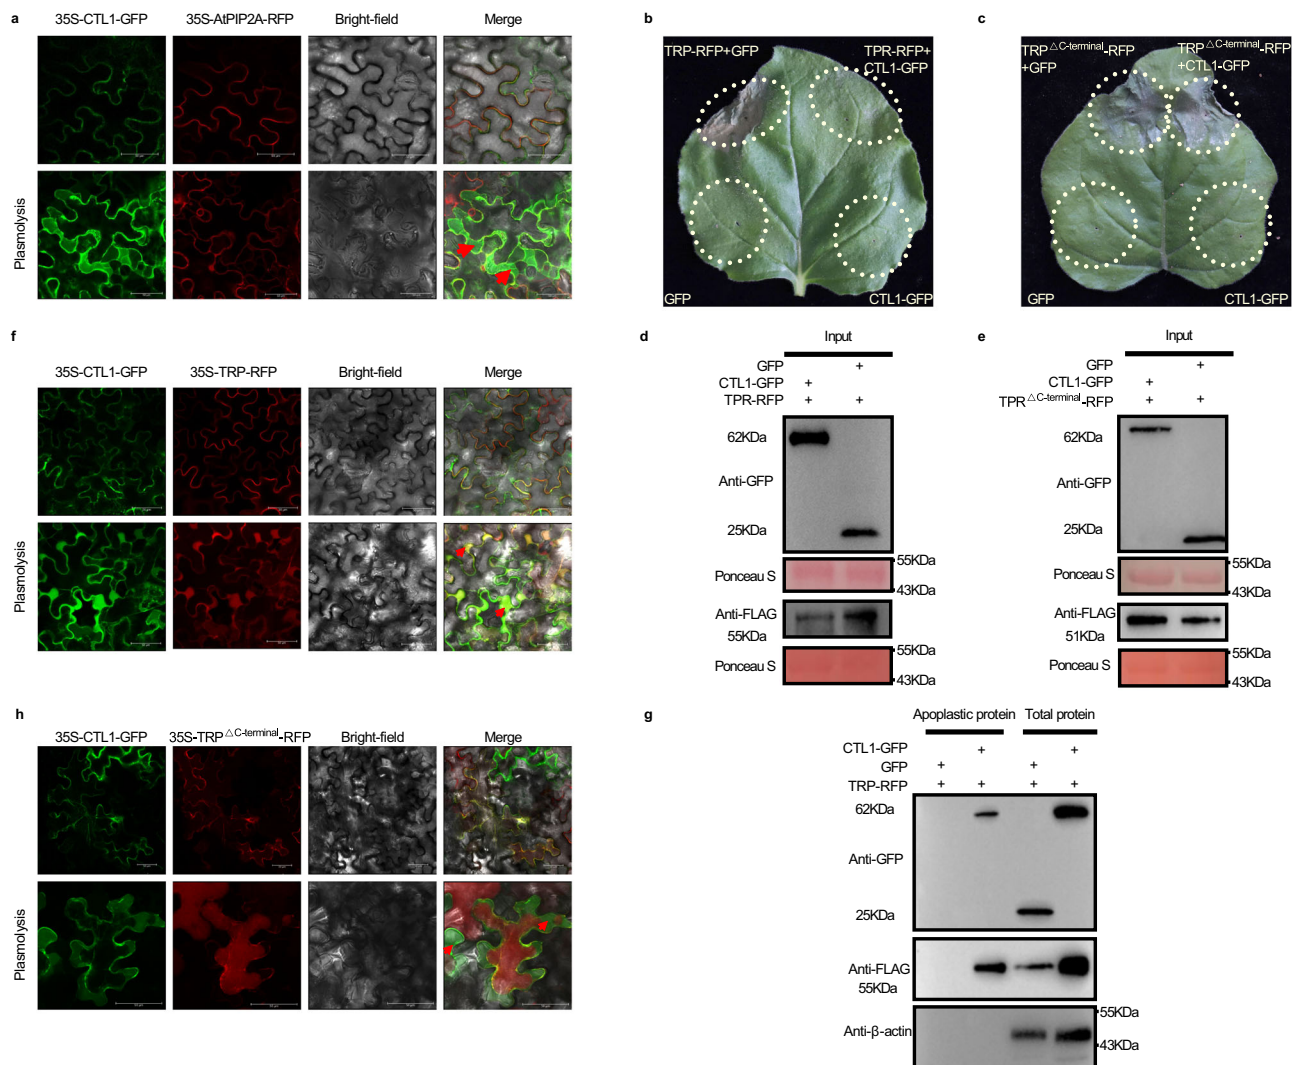 a
35S-CTL1-GFP
35S-AtPIP2A-RFP
Bright-field
Merge
Plasmolysis
b
TRP-RFP+GFP
TPR-RFP+
CTL1-GFP
GFP
CTL1-GFP
c
TRP△C-terminal-RFP
+GFP
TRP△C-terminal-RFP
+CTL1-GFP
GFP
CTL1-GFP
f
35S-CTL1-GFP
35S-TRP-RFP
Bright-field
Merge
Plasmolysis
d
Input
GFP
+
CTL1-GFP
+
TPR-RFP
+
+
62KDa
Anti-GFP
25KDa
Ponceau S
55KDa
43KDa
Anti-FLAG
55KDa
Ponceau S
55KDa
43KDa
e
Input
GFP
+
CTL1-GFP
+
TPR△C-terminal-RFP
+
+
62KDa
Anti-GFP
25KDa
Ponceau S
55KDa
43KDa
Anti-FLAG
51KDa
Ponceau S
55KDa
43KDa
h
35S-CTL1-GFP
35S-TRP△C-terminal-RFP
Bright-field
Merge
Plasmolysis
g
Apoplastic protein
Total protein
CTL1-GFP
+
+
GFP
+
+
TRP-RFP
+
+
+
+
62KDa
Anti-GFP
25KDa
Anti-FLAG
55KDa
Anti-β-actin
55KDa
43KDa